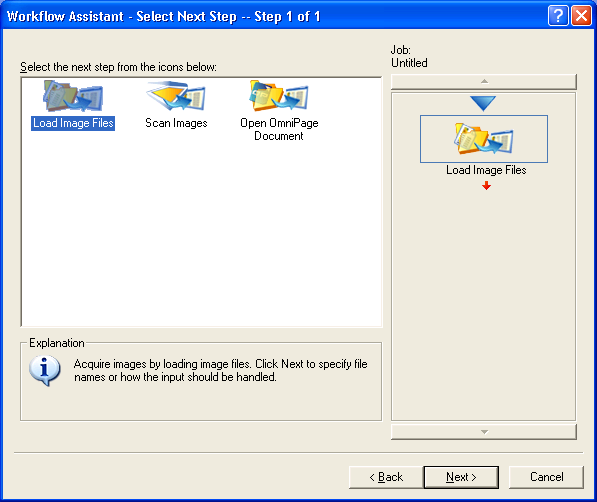 Workflow Assistant - Select Next Step -- Step 1 of 1
Job:
Untitled
Select the next step from the icons below:
Load Image Files
Scan Images
Open OmniPage
Document
Load Image Files
Explanation
Acquire images by loading image files. Click Next to specify file
names or how the input should be handled.
< Back
Next >
Cancel